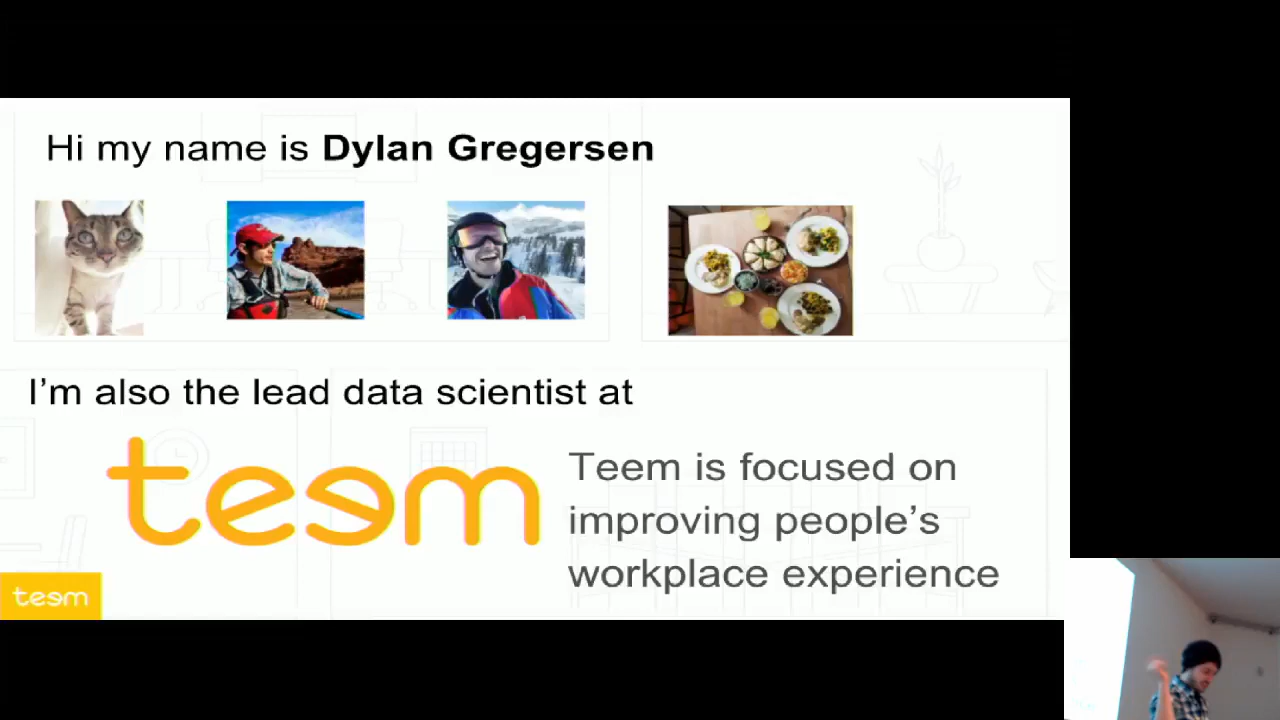 Hi my name is Dylan Gregersen
I'm also the lead data scientist at
teem
Teem is focused on
improving people's
workplace experience
teem